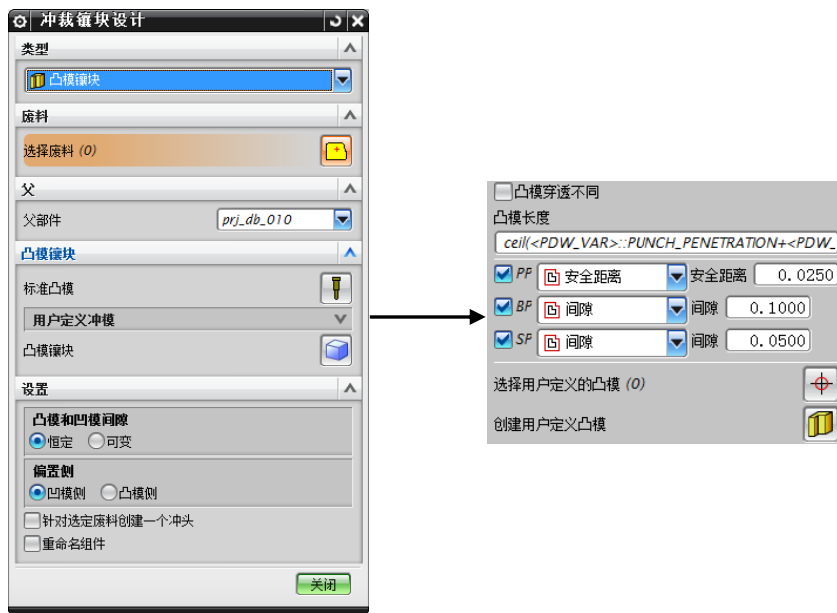 冲裁镶块设计
类型
凸模镶块
废料
选择废料 (0)
父
父部件 prj_db_010
凸模镶块
标准凸模
用户定义冲模
凸模镶块
设置
凸模和凹模间隙
恒定 可变
偏置侧
凹模侧 凸模侧
针对选定废料创建一个冲头
重命名组件
关闭
凸模穿透不同
凸模长度
ceil(<PDW_VAR>::PUNCH_PENETRATION+<PDW_
PP 安全距离 安全距离 0.0250
BP 间隙 间隙 0.1000
SP 间隙 间隙 0.0500
选择用户定义的凸模 (0)
创建用户定义凸模